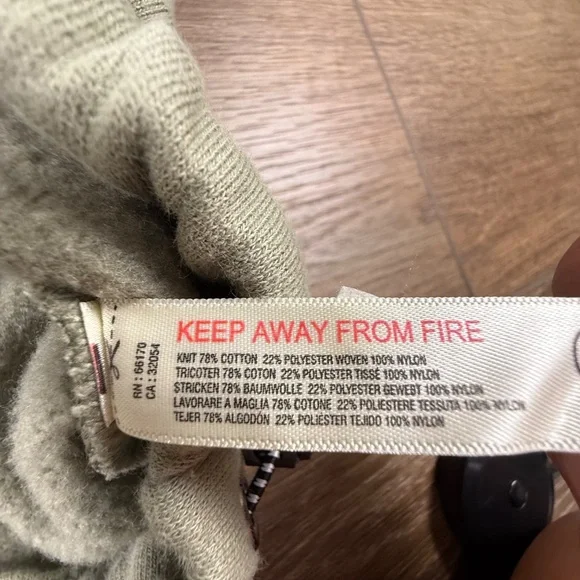 KEEP AWAY FROM FIRE
KNIT 78% COTTON 22% POLYESTER WOVEN 100% NYLON
TRICOTER 78% COTON 22% POLYESTER TISSÉ 100% NYLON
STRICKEN 78% BAUMWOLLE 22% POLYESTER GEWEBT 100% NYLON
LAVORARE A MAGLIA 78% COTONE 22% POLIESTERE TESSUTA 100% NYLON
TEJER 78% ALGODÓN 22% POLIÉSTER TEJIDO 100% NYLON
RN : 66170
CA : 32054